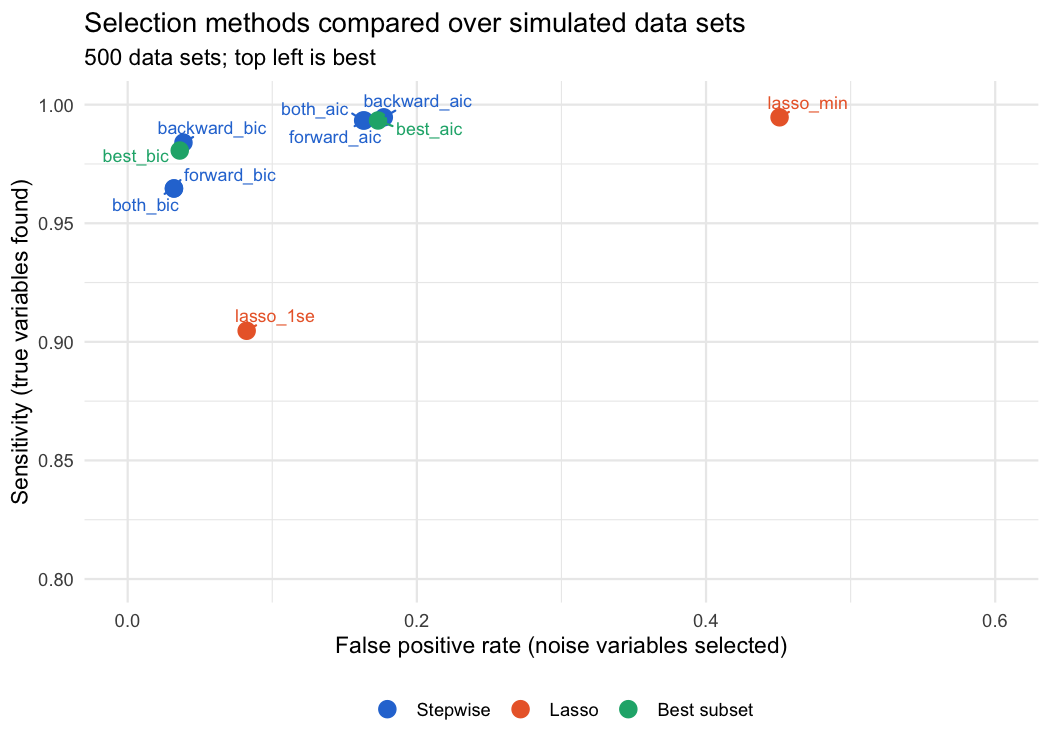 Selection methods compared over simulated data sets
500 data sets; top left is best
Sensitivity (true variables found)
1.00
0.95
0.90
0.85
0.80
both_aic
backward_aic
lasso_min
backward_bic
forward_aic
best_aic
best_bic
forward_bic
both_bic
lasso_1se
0.0
0.2
0.4
0.6
False positive rate (noise variables selected)
Stepwise
Lasso
Best subset